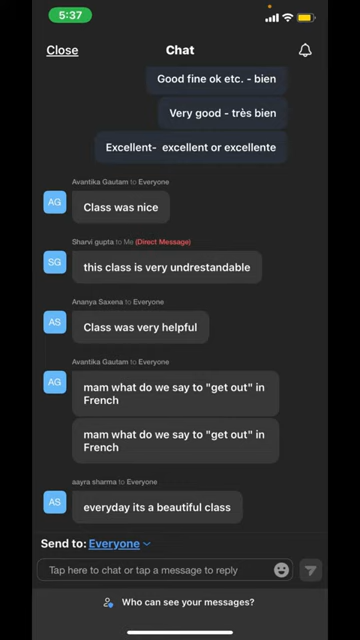 5:37
Close
Chat
Good fine ok etc. - bien
Very good - très bien
Excellent-  excellent or excellente
Avantika Gautam to Everyone
AG
Class was nice
Sharvi gupta to Me (Direct Message)
SG
this class is very undrestandable
Ananya Saxena to Everyone
AS
Class was very helpful
Avantika Gautam to Everyone
AG
mam what do we say to "get out" in
French
mam what do we say to "get out" in
French
aayra sharma to Everyone
AS
everyday its a beautiful class
Send to: Everyone
Tap here to chat or tap a message to reply
Who can see your messages?